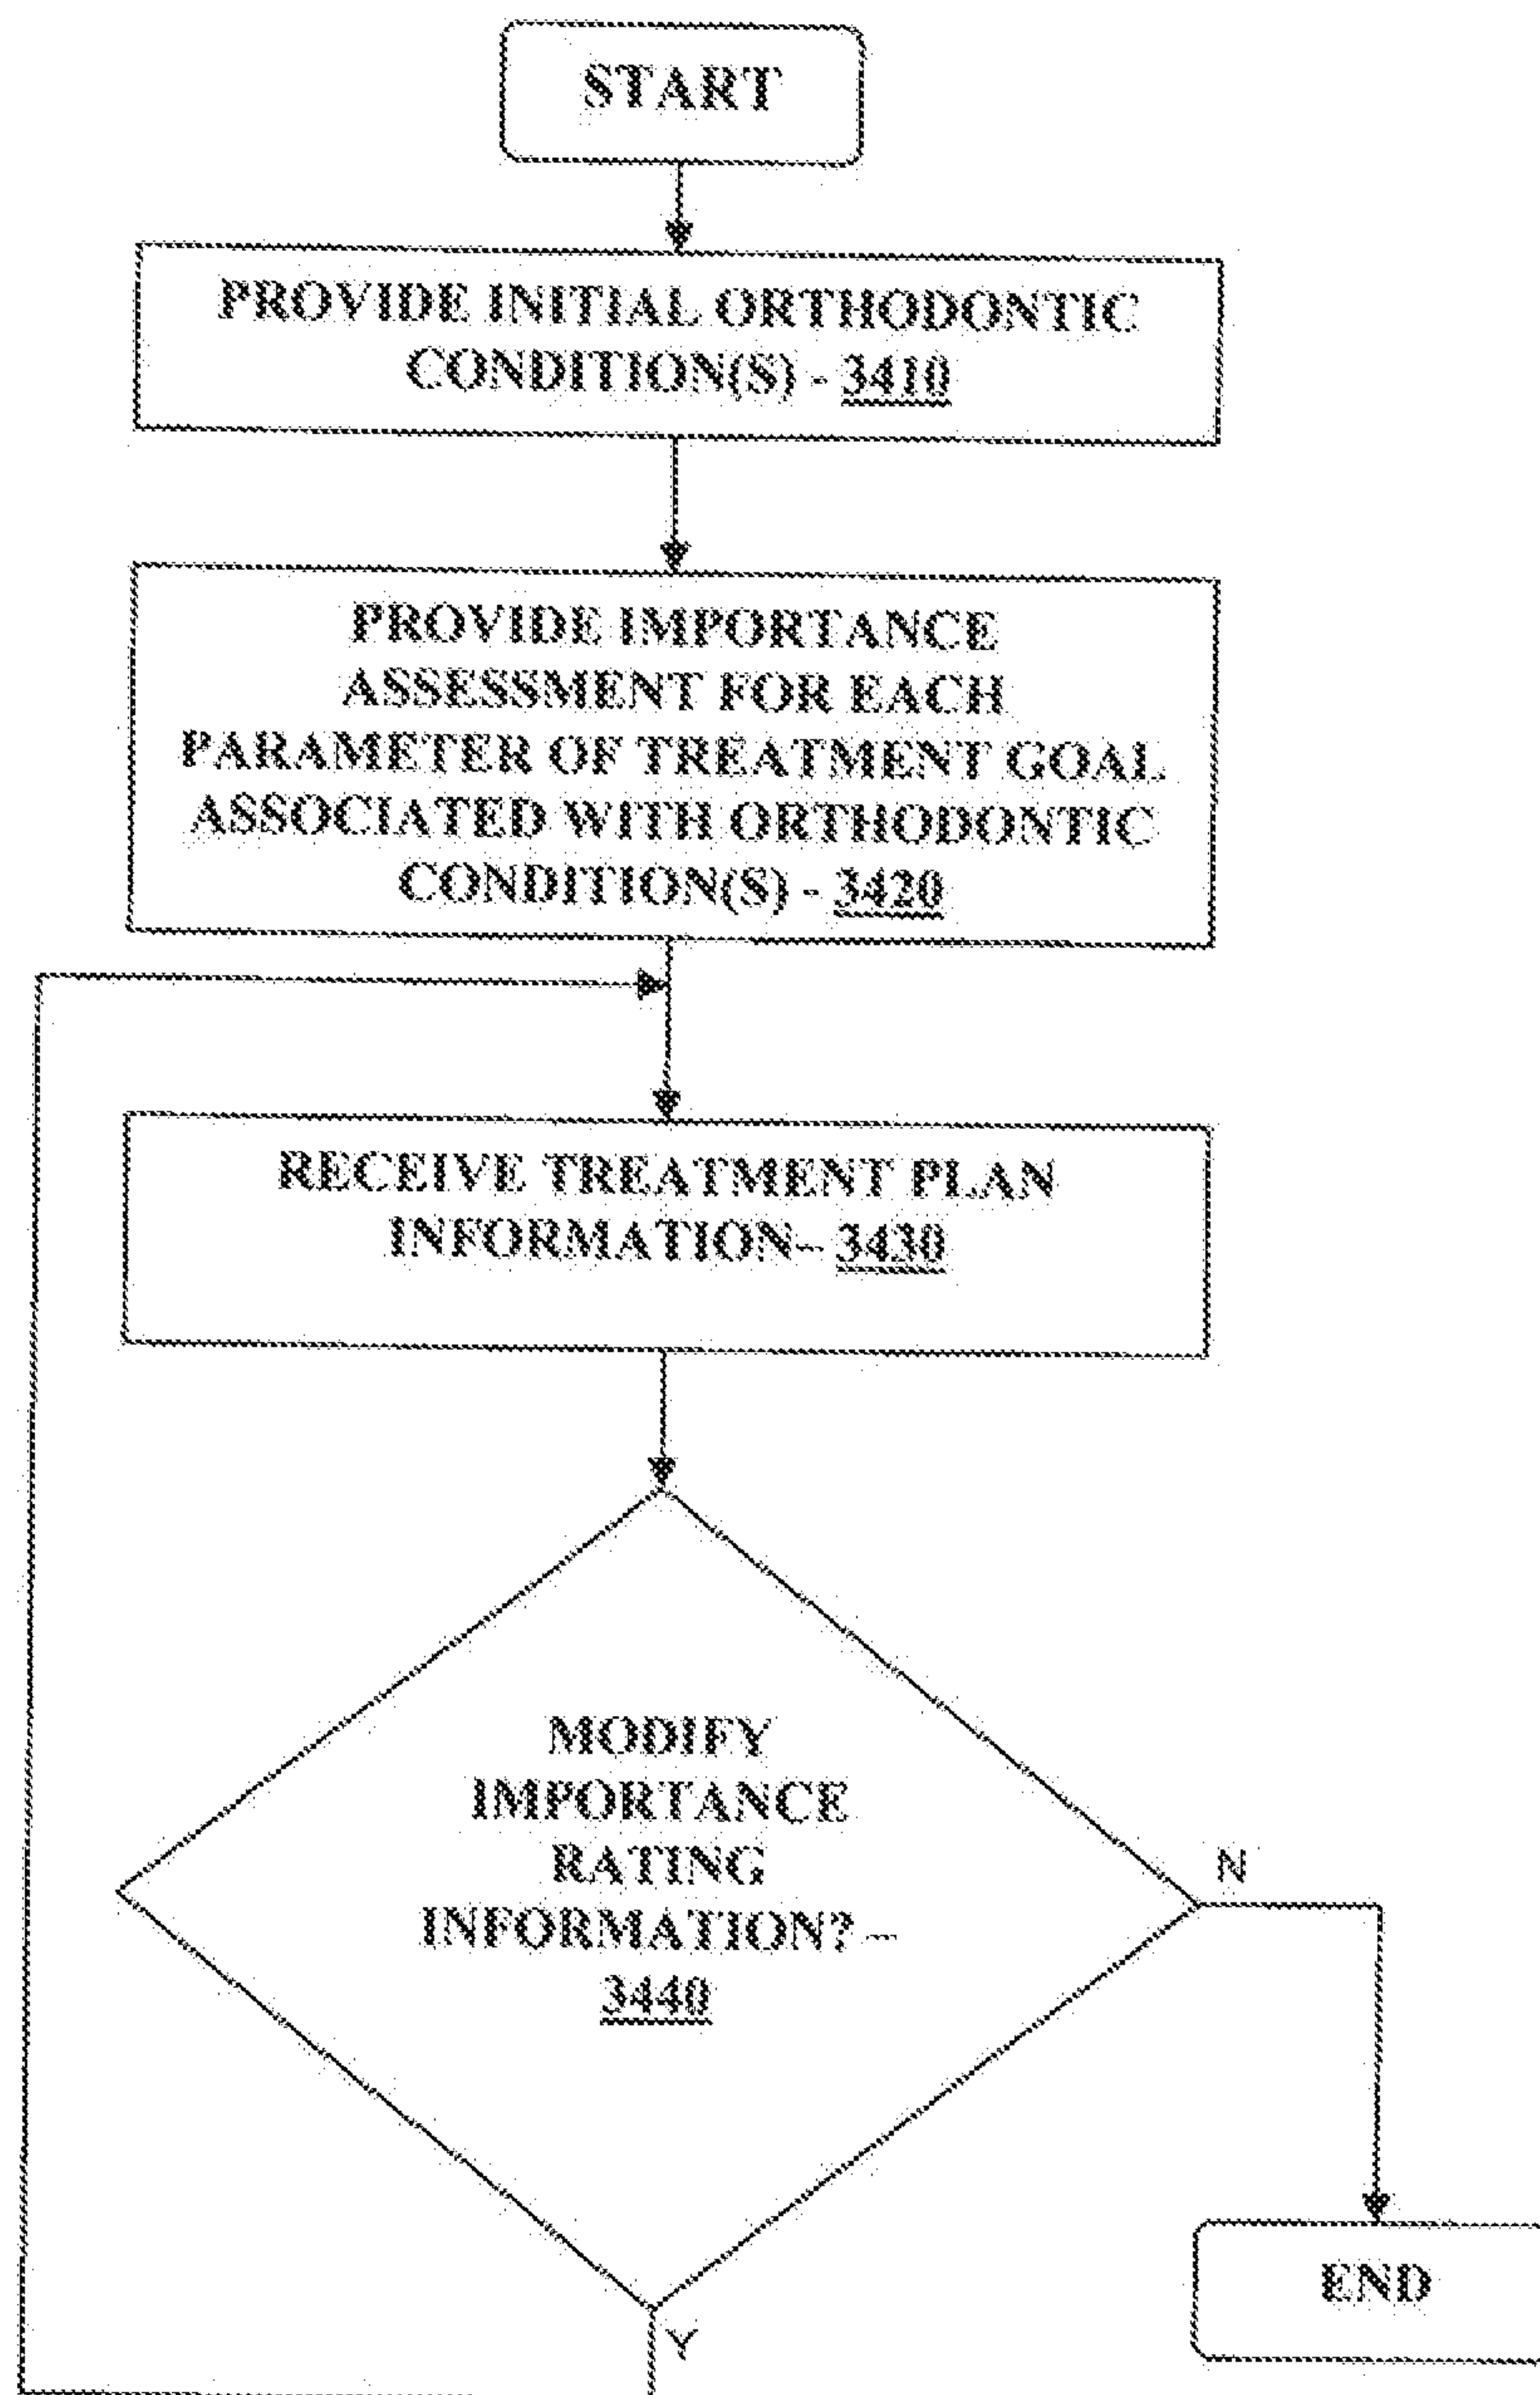 START
PROVIDE INITIAL ORTHODONTIC
CONDITION(S) - 3410
PROVIDE IMPORTANCE
ASSESSMENT FOR EACH
PARAMETER OF TREATMENT GOAL
ASSOCIATED WITH ORTHODONTIC
CONDITION(S) - 3420
RECEIVE TREATMENT PLAN
INFORMATION– 3430
MODIFY
IMPORTANCE
RATING
INFORMATION? –
3440
N
END
Y